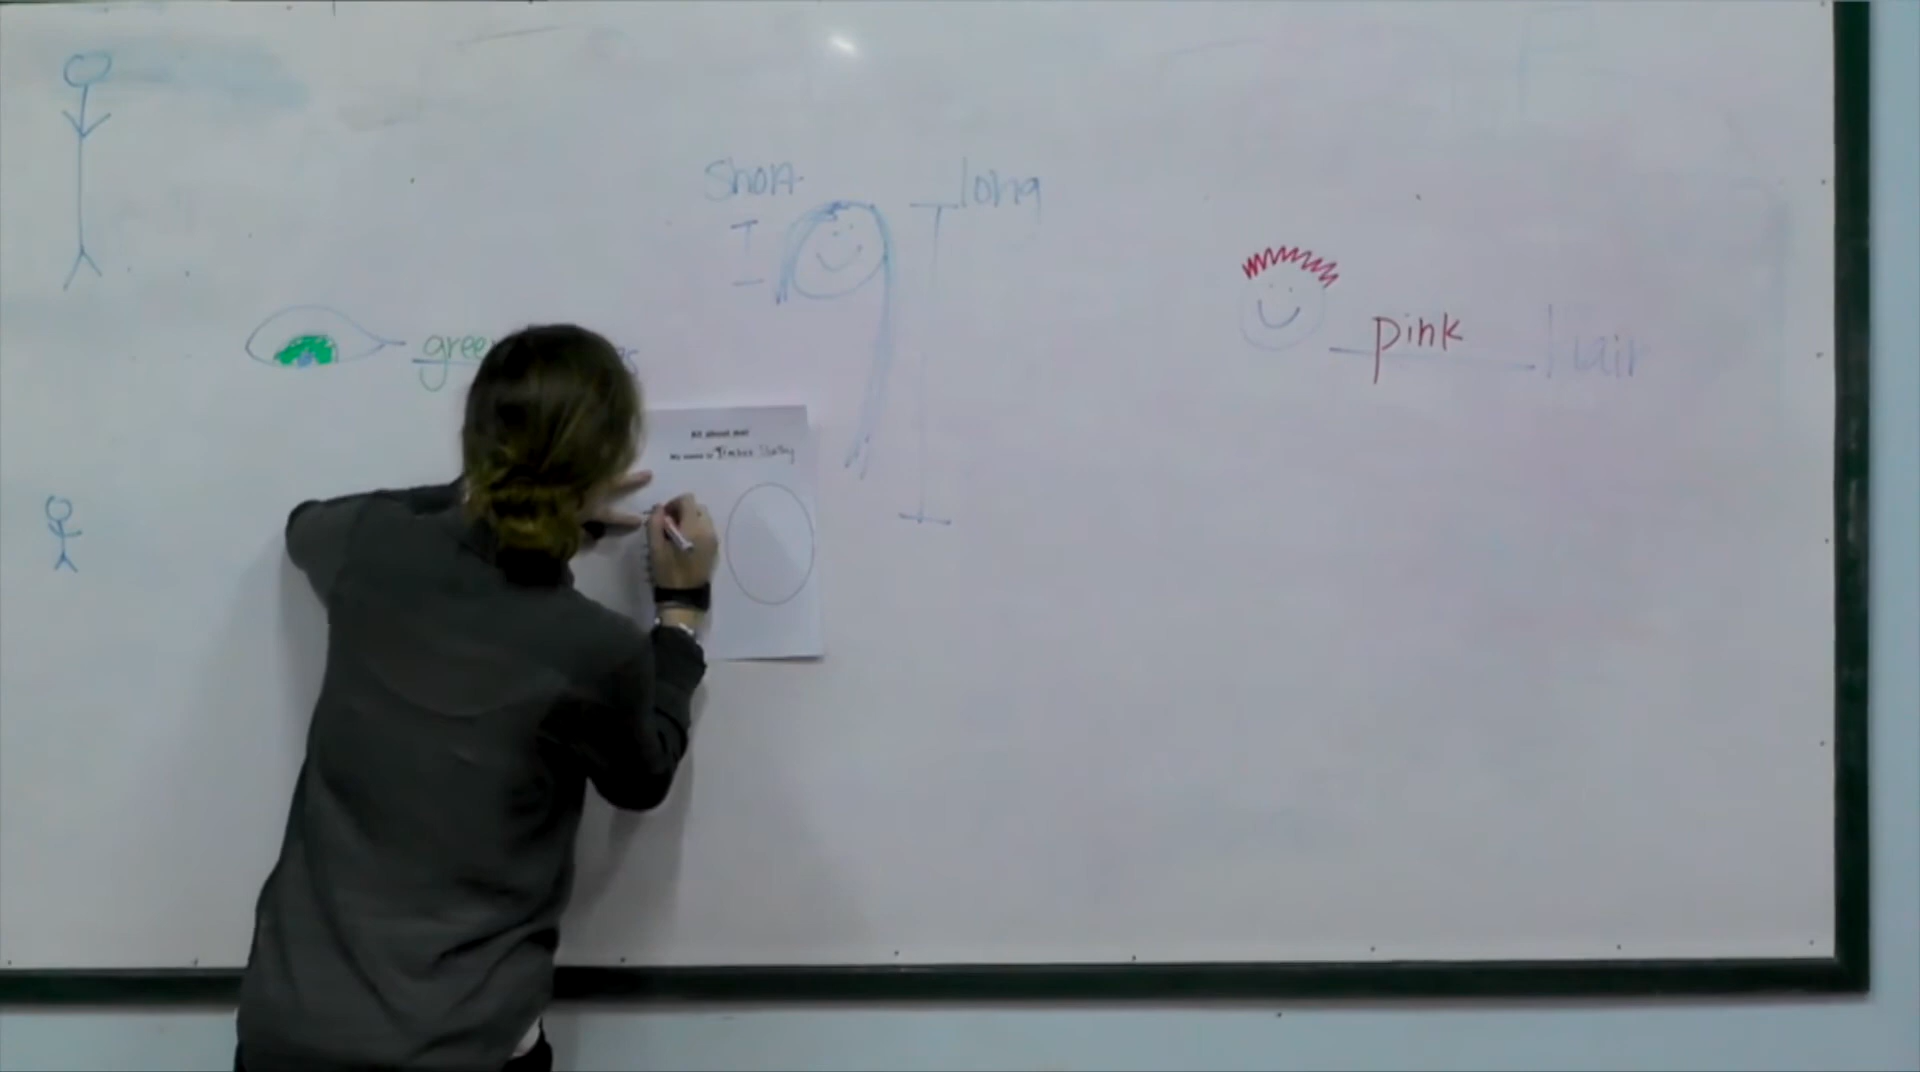 short
long
green
pink hair
All about me!
My name is